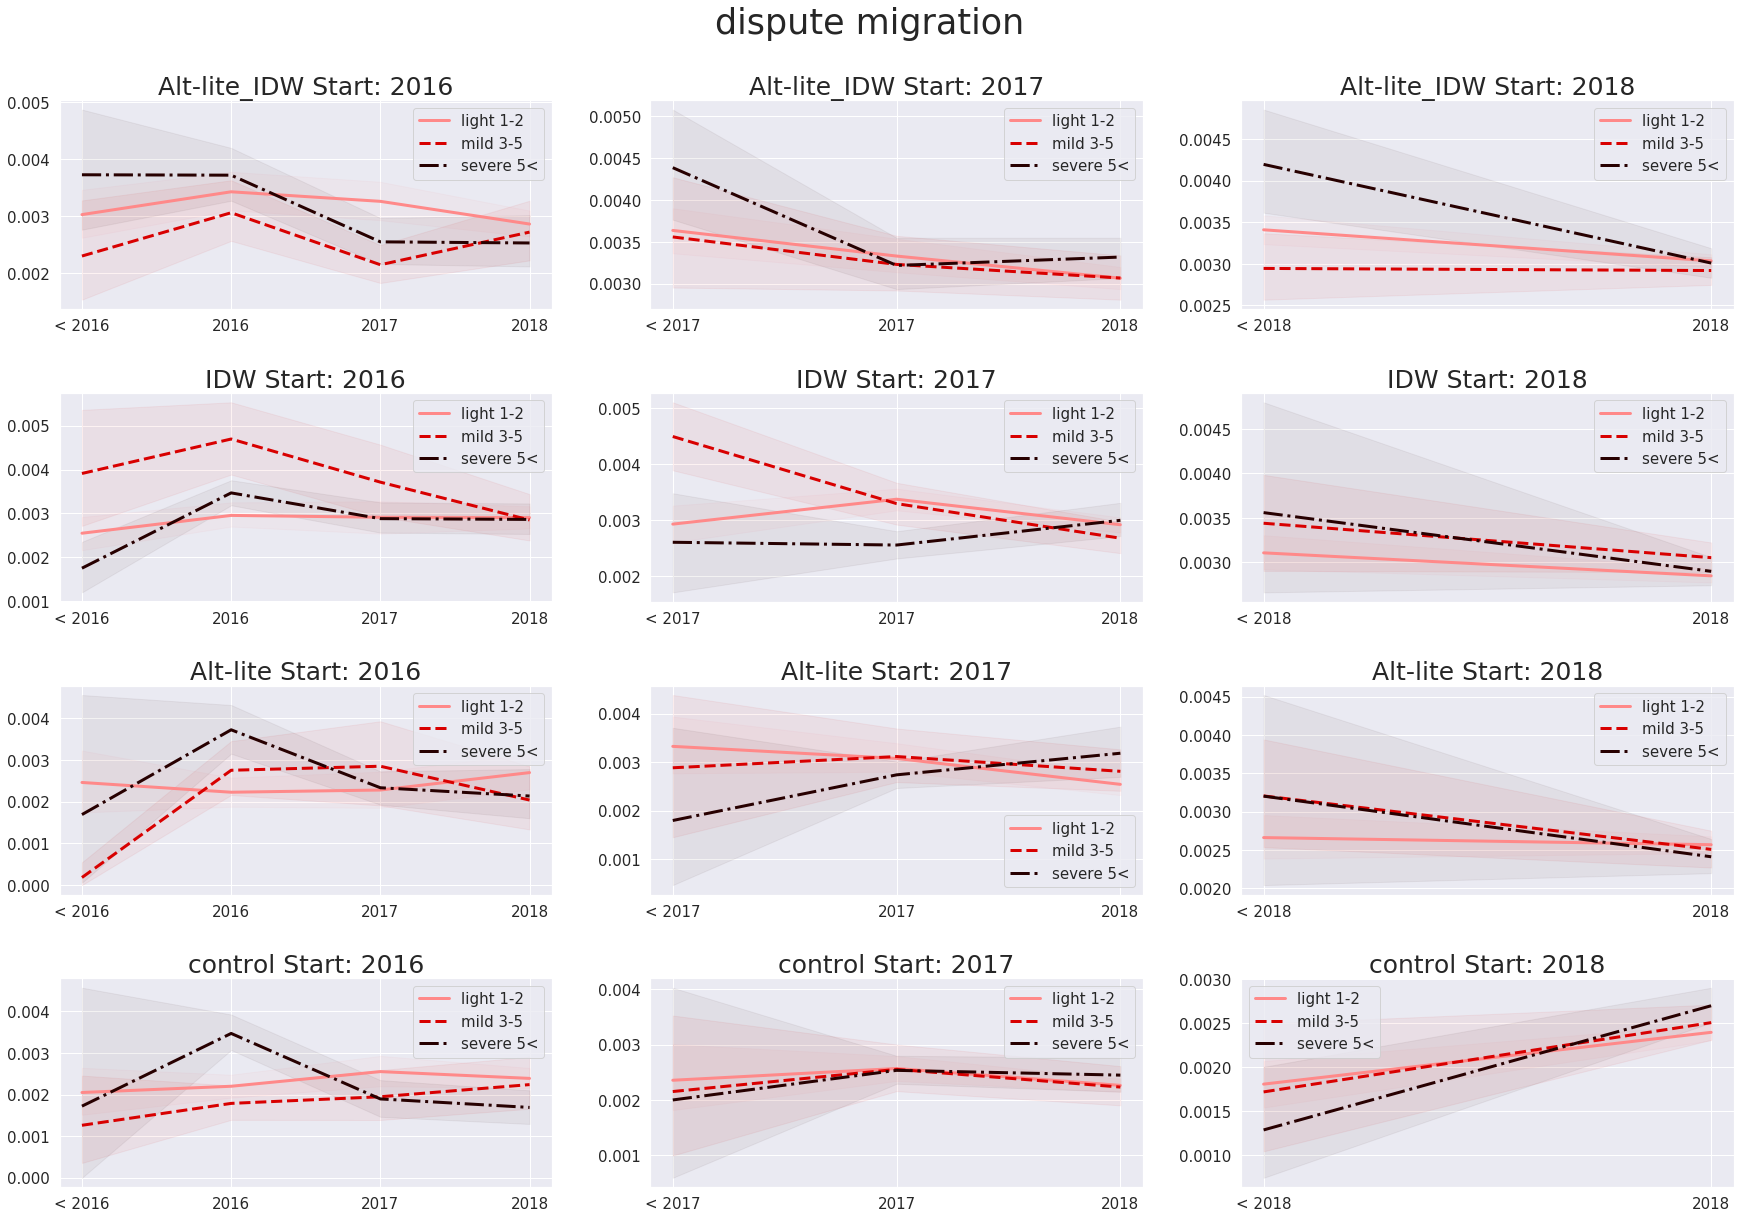 dispute migration
Alt-lite_IDW Start: 2016
0.005
0.004
0.003
0.002
< 2016
2016
2017
2018
light 1-2
mild 3-5
severe 5<
Alt-lite_IDW Start: 2017
0.0050
0.0045
0.0040
0.0035
0.0030
< 2017
2017
2018
light 1-2
mild 3-5
severe 5<
Alt-lite_IDW Start: 2018
0.0045
0.0040
0.0035
0.0030
0.0025
< 2018
2018
light 1-2
mild 3-5
severe 5<
IDW Start: 2016
0.005
0.004
0.003
0.002
0.001
< 2016
2016
2017
2018
light 1-2
mild 3-5
severe 5<
IDW Start: 2017
0.005
0.004
0.003
0.002
< 2017
2017
2018
light 1-2
mild 3-5
severe 5<
IDW Start: 2018
0.0045
0.0040
0.0035
0.0030
< 2018
2018
light 1-2
mild 3-5
severe 5<
Alt-lite Start: 2016
0.004
0.003
0.002
0.001
0.000
< 2016
2016
2017
2018
light 1-2
mild 3-5
severe 5<
Alt-lite Start: 2017
0.004
0.003
0.002
0.001
< 2017
2017
2018
light 1-2
mild 3-5
severe 5<
Alt-lite Start: 2018
0.0045
0.0040
0.0035
0.0030
0.0025
0.0020
< 2018
2018
light 1-2
mild 3-5
severe 5<
control Start: 2016
0.004
0.003
0.002
0.001
0.000
< 2016
2016
2017
2018
light 1-2
mild 3-5
severe 5<
control Start: 2017
0.004
0.003
0.002
0.001
< 2017
2017
2018
light 1-2
mild 3-5
severe 5<
control Start: 2018
0.0030
0.0025
0.0020
0.0015
0.0010
< 2018
2018
light 1-2
mild 3-5
severe 5<